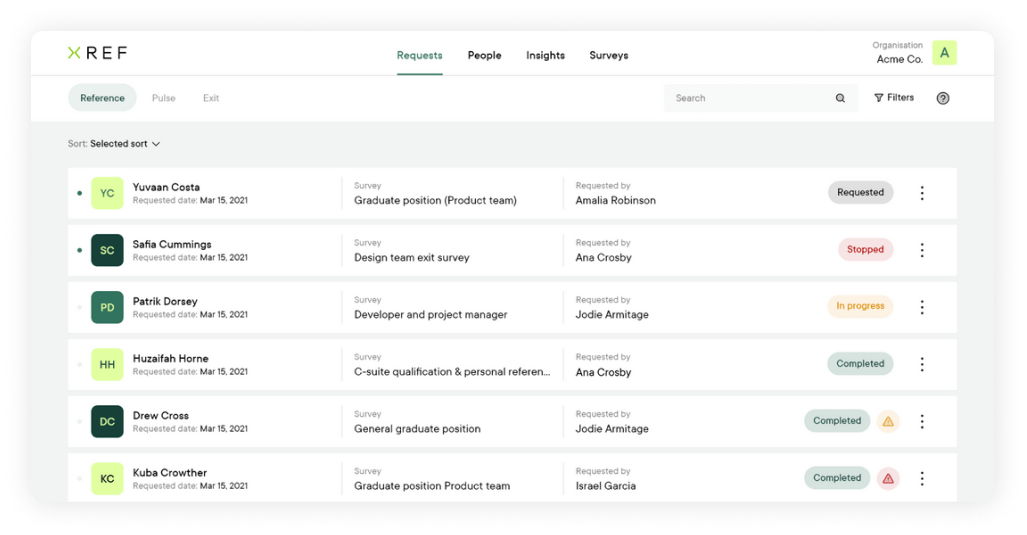 XREF
Requests People Insights Surveys
Organisation
Acme Co.
A
Reference Pulse Exit
Search
Filters
?
Sort: Selected sort
YC
Yuvaan Costa
Requested date: Mar 15, 2021
Survey
Graduate position (Product team)
Requested by
Amalia Robinson
Requested
SC
Safia Cummings
Requested date: Mar 15, 2021
Survey
Design team exit survey
Requested by
Ana Crosby
Stopped
PD
Patrik Dorsey
Requested date: Mar 15, 2021
Survey
Developer and project manager
Requested by
Jodie Armitage
In progress
HH
Huzaifah Horne
Requested date: Mar 15, 2021
Survey
C-suite qualification & personal referen...
Requested by
Ana Crosby
Completed
DC
Drew Cross
Requested date: Mar 15, 2021
Survey
General graduate position
Requested by
Jodie Armitage
Completed
KC
Kuba Crowther
Requested date: Mar 15, 2021
Survey
Graduate position Product team
Requested by
Israel Garcia
Completed